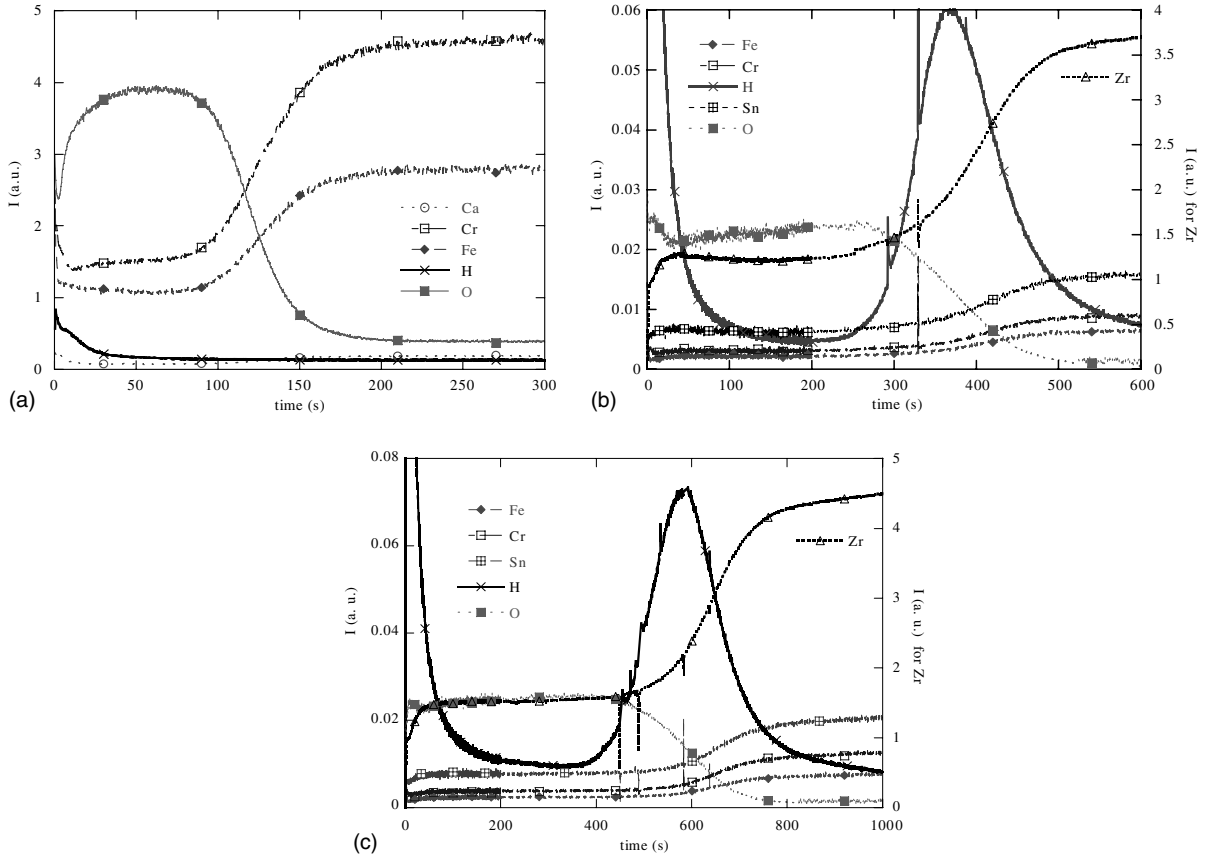 5
4
3
2
1
0
I (a.u.)
Ca
Cr
Fe
H
O
0 50 100 150 200 250 300
time (s)
(a)
0.06
0.05
0.04
0.03
0.02
0.01
0
I (a.u.)
Fe
Cr
H
Sn
O
Zr
4
3.5
3
2.5
2
1.5
1
0.5
0
I (a.u.) for Zr
0 100 200 300 400 500 600
time (s)
(b)
0.08
0.08
0.04
0.02
0
I (a. u.)
Fe
Cr
Sn
H
O
Zr
5
4
3
2
1
0
I (a. u.) for Zr
0 200 400 600 800 1000
time (s)
(c)